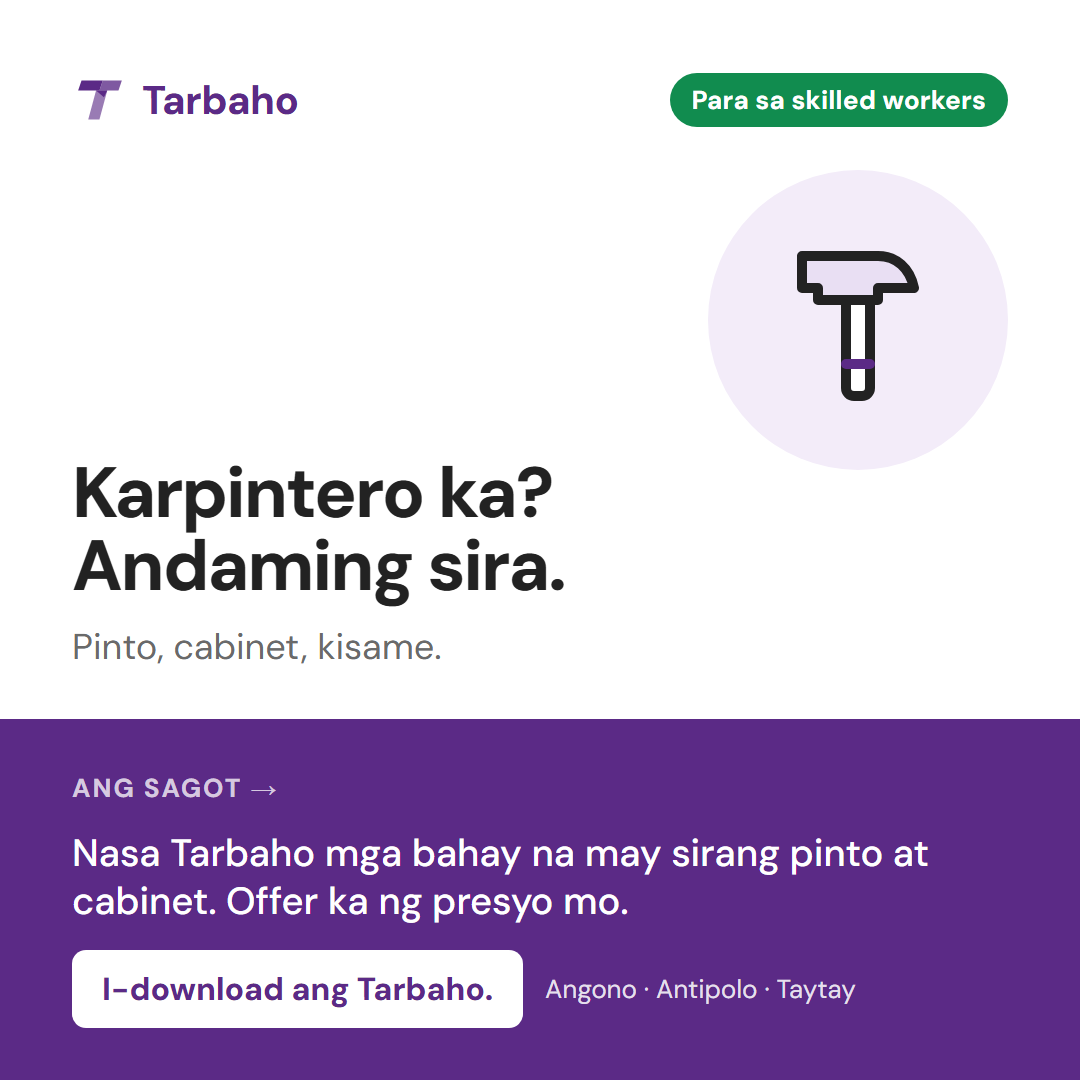 Tarbaho
Para sa skilled workers
Karpintero ka?
Andaming sira.
Pinto, cabinet, kisame.
ANG SAGOT →
Nasa Tarbaho mga bahay na may sirang pinto at
cabinet. Offer ka ng presyo mo.
I-download ang Tarbaho.
Angono · Antipolo · Taytay